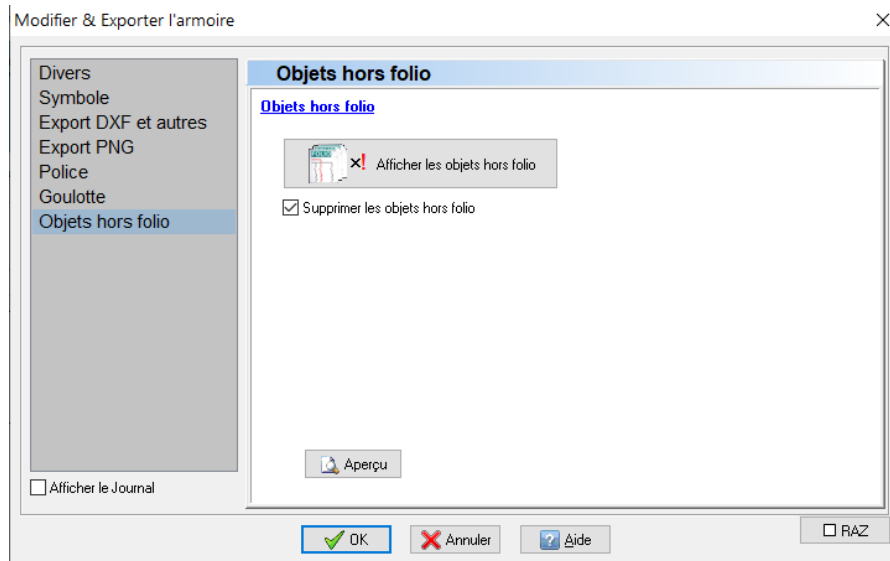 Modifier & Exporter l'armoire
Divers
Symbole
Export DXF et autres
Export PNG
Police
Goulotte
Objets hors folio
Afficher le Journal
Objets hors folio
Objets hors folio
FOLIO
Afficher les objets hors folio
Supprimer les objets hors folio
Aperçu
OK
Annuler
Aide
RAZ